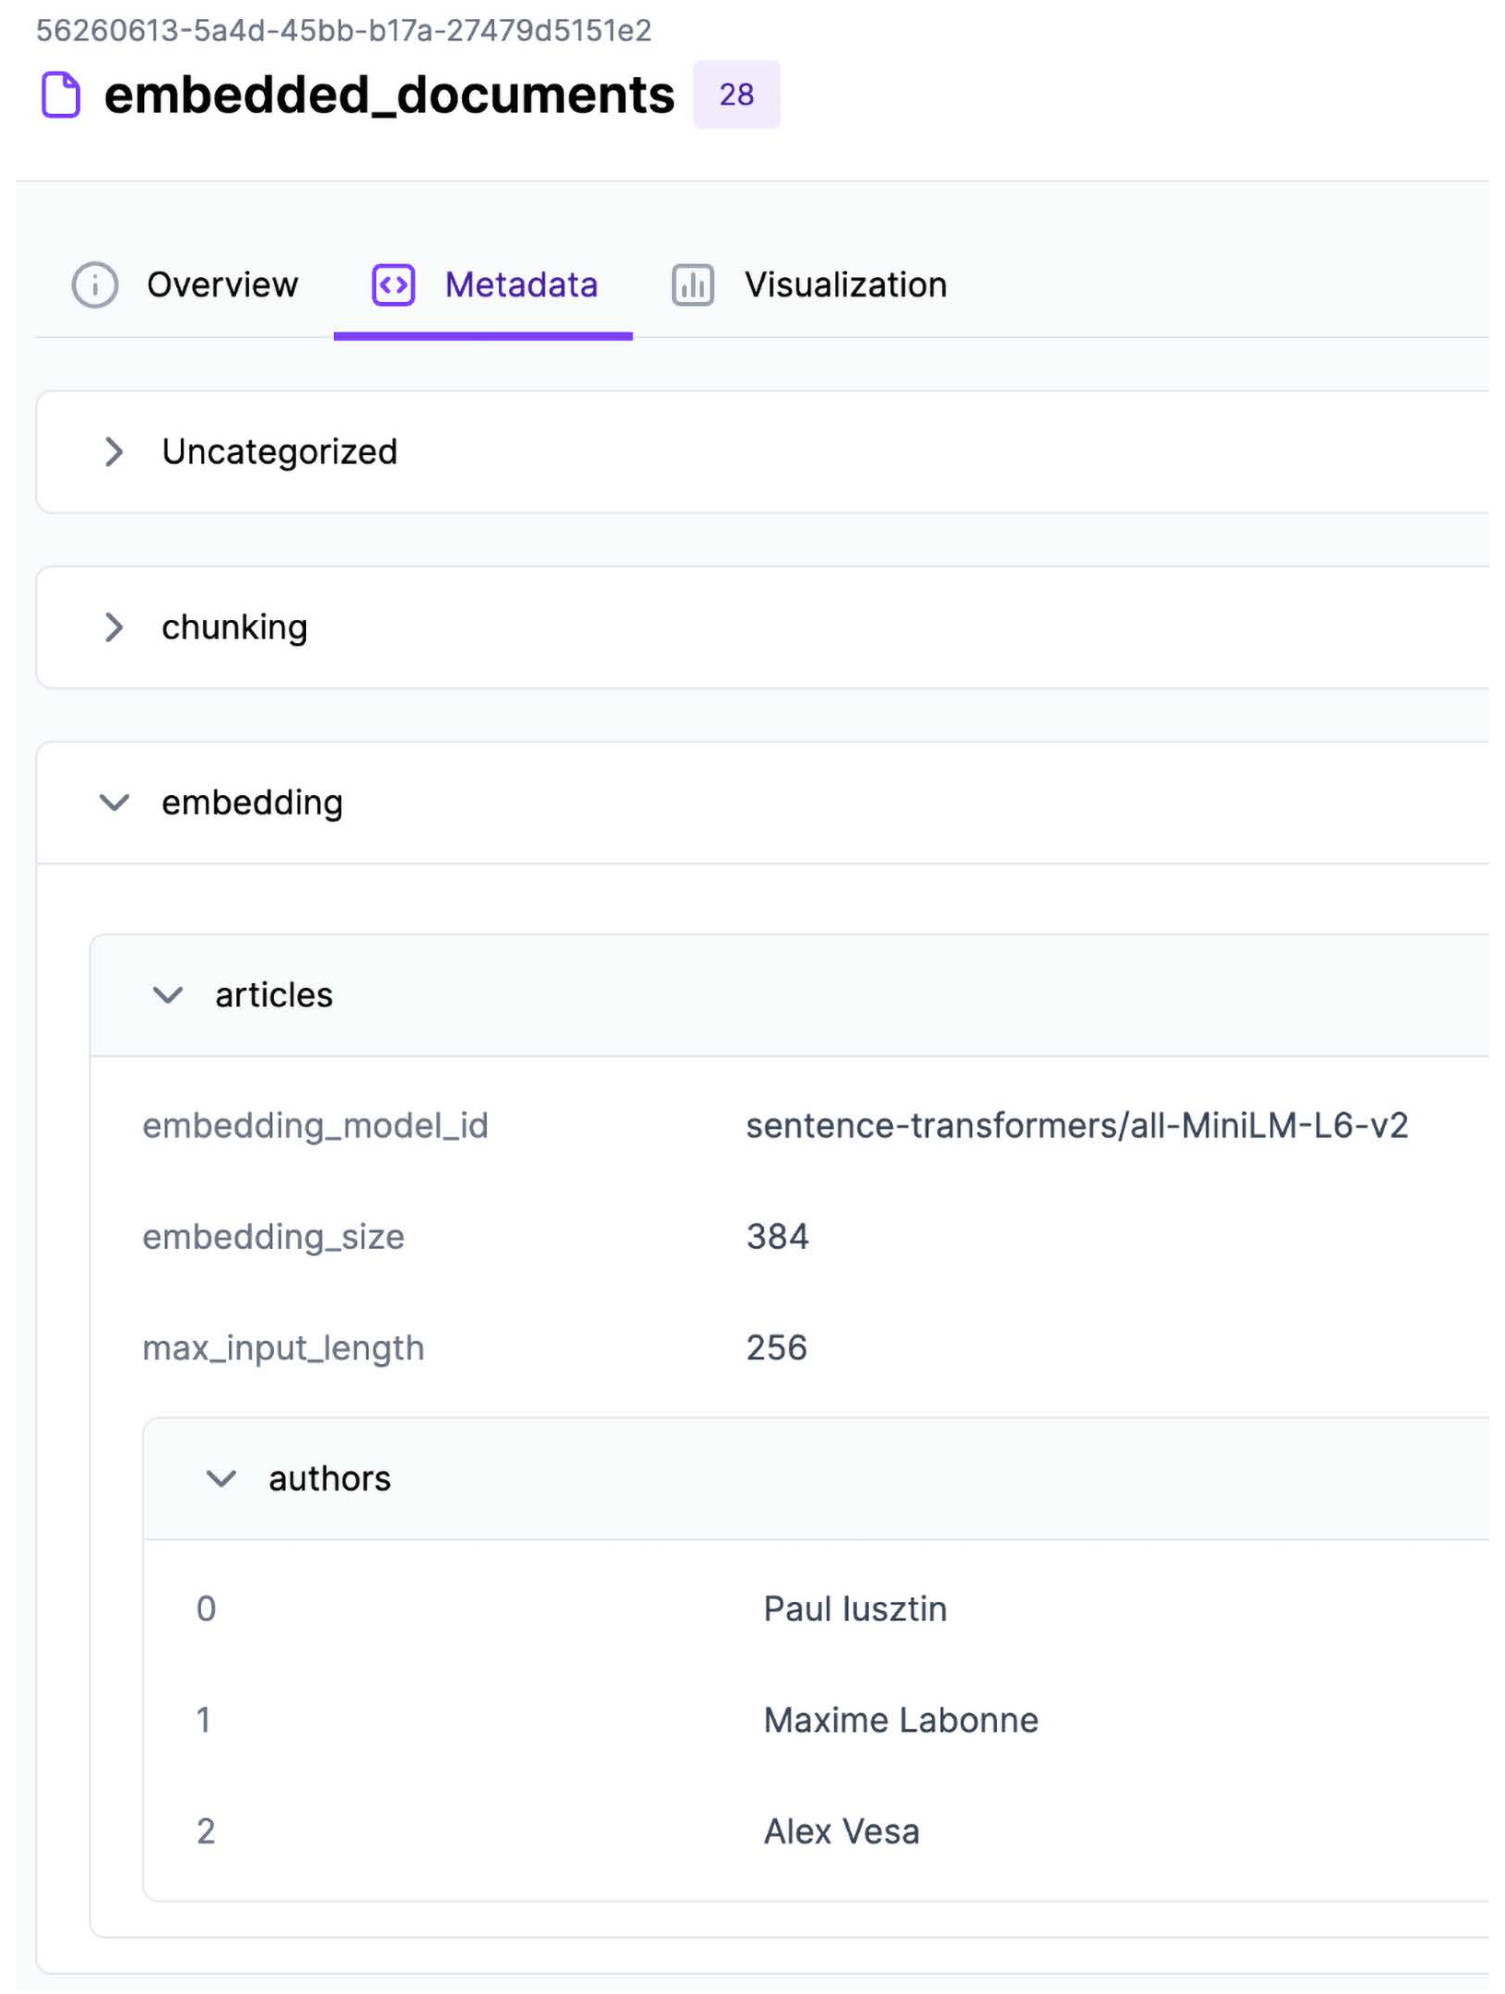 56260613-5a4d-45bb-b17a-27479d5151e2
embedded_documents 28
Overview Metadata Visualization
Uncategorized
chunking
embedding
articles
embedding_model_id sentence-transformers/all-MiniLM-L6-v2
embedding_size 384
max_input_length 256
authors
0 Paul Iusztin
1 Maxime Labonne
2 Alex Vesa